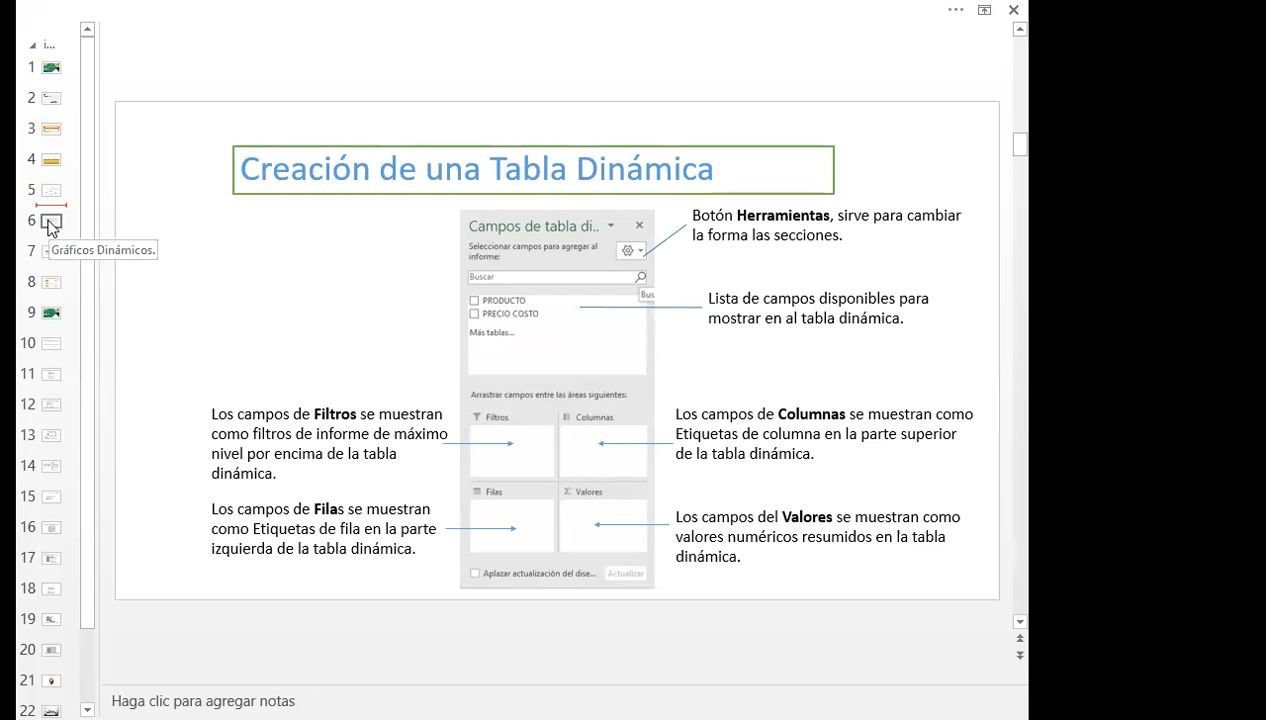 i...
1
2
3
4
5
6
7
8
9
10
11
12
13
14
15
16
17
18
19
20
21
22
Gráficos Dinámicos.
Creación de una Tabla Dinámica
Campos de tabla di..
Seleccionar campos para agregar al
informe:
Buscar
Bus
PRODUCTO
PRECIO COSTO
Más tablas...
Arrastrar campos entre las áreas siguientes:
Filtros
Columnas
Filas
Σ Valores
Aplazar actualización del dise...
Actualizar
Botón Herramientas, sirve para cambiar
la forma las secciones.
Lista de campos disponibles para
mostrar en al tabla dinámica.
Los campos de Filtros se muestran
como filtros de informe de máximo
nivel por encima de la tabla
dinámica.
Los campos de Columnas se muestran como
Etiquetas de columna en la parte superior
de la tabla dinámica.
Los campos de Filas se muestran
como Etiquetas de fila en la parte
izquierda de la tabla dinámica.
Los campos del Valores se muestran como
valores numéricos resumidos en la tabla
dinámica.
Haga clic para agregar notas